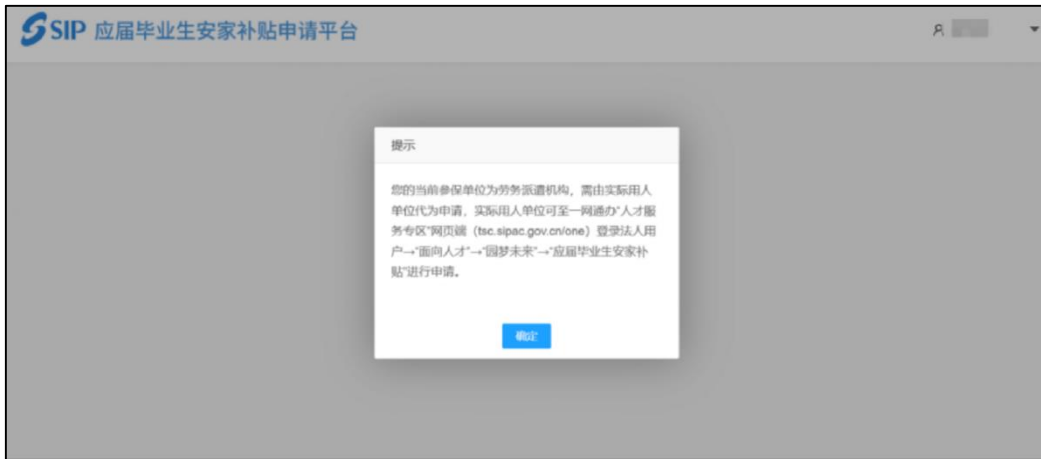 SIP 应届毕业生安家补贴申请平台
提示
您的当前参保单位为劳务派遣机构，需由实际用人
单位代为申请，实际用人单位可至一网通办“人才服
务专区”网页端（tsc.sipac.gov.cn/one）登录法人用
户→“面向人才”→“园梦未来”→“应届毕业生安家补
贴”进行申请。
确定